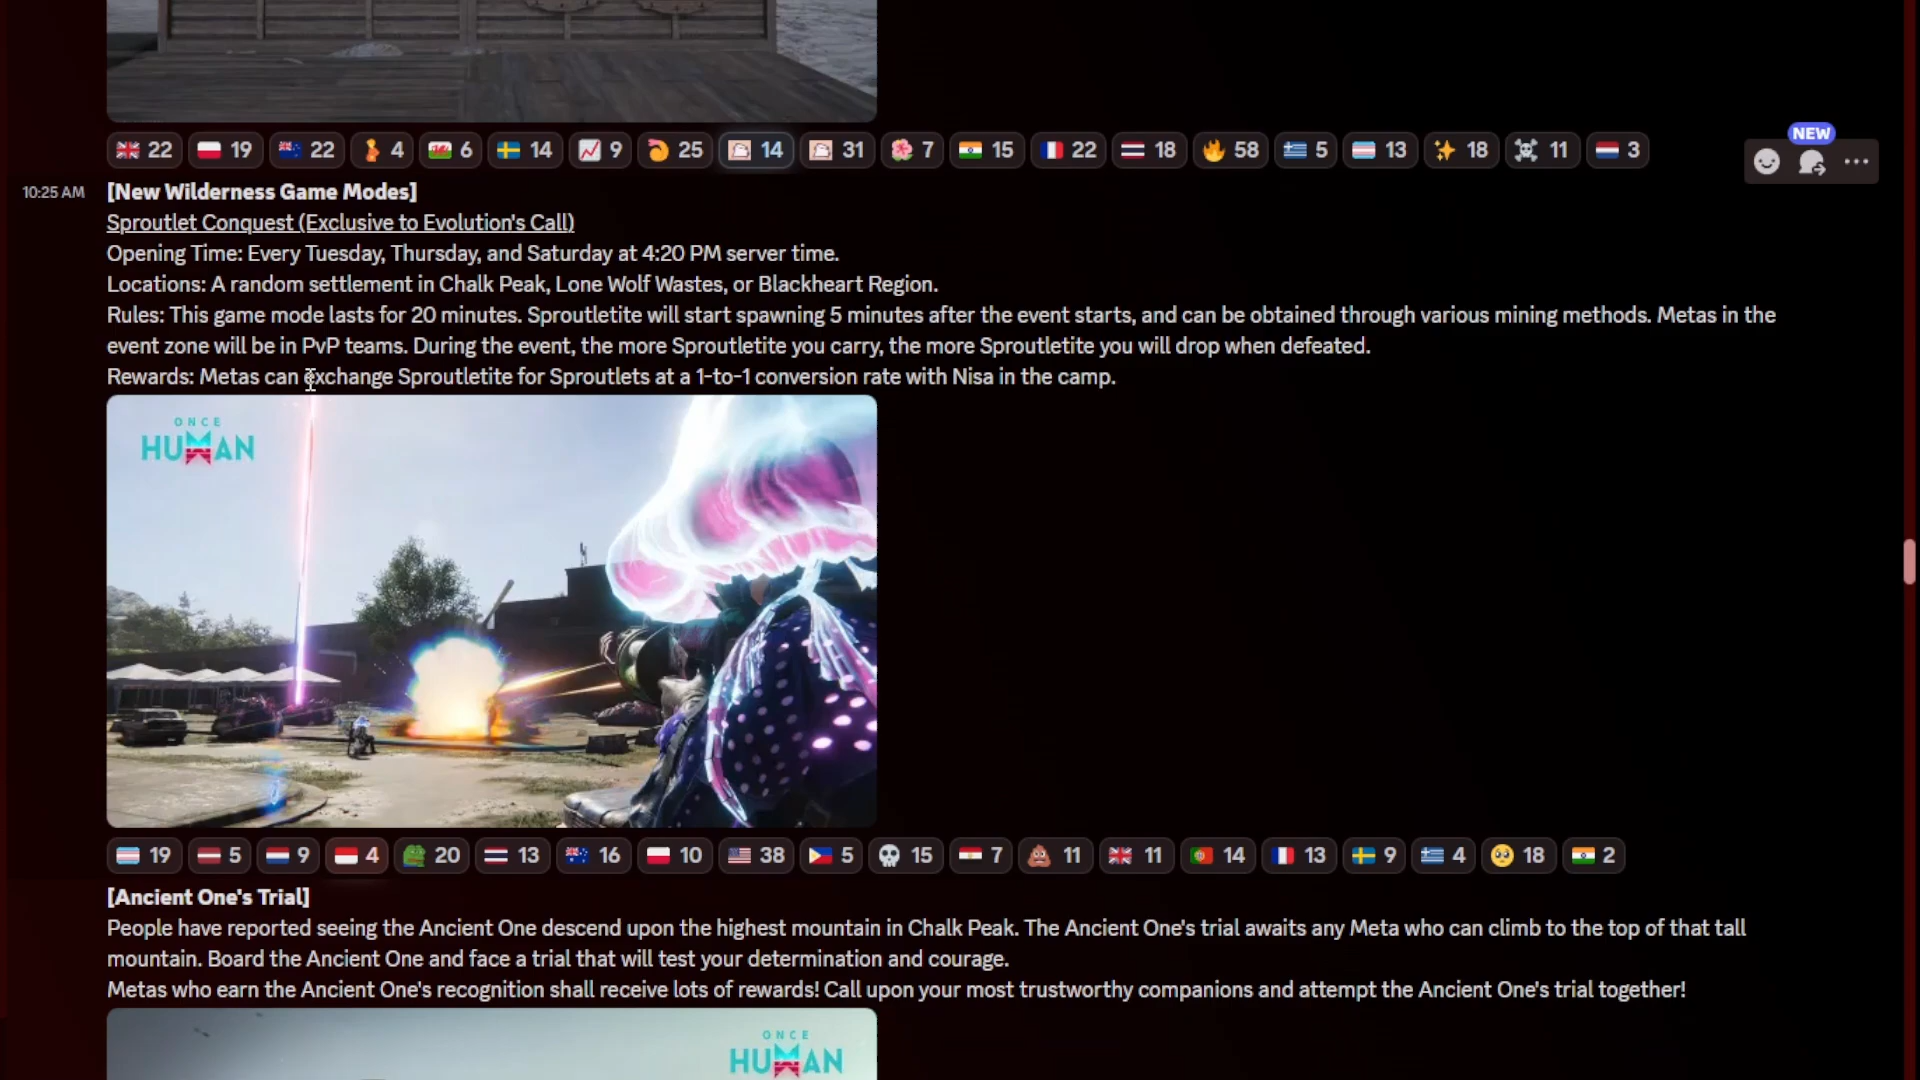 22 19 22 4 6 14 9 25 14 31 7 15 22 18 58 5 13 18 11 3
NEW
10:25 AM [New Wilderness Game Modes]
Sproutlet Conquest (Exclusive to Evolution's Call)
Opening Time: Every Tuesday, Thursday, and Saturday at 4:20 PM server time.
Locations: A random settlement in Chalk Peak, Lone Wolf Wastes, or Blackheart Region.
Rules: This game mode lasts for 20 minutes. Sproutletite will start spawning 5 minutes after the event starts, and can be obtained through various mining methods. Metas in the
event zone will be in PvP teams. During the event, the more Sproutletite you carry, the more Sproutletite you will drop when defeated.
Rewards: Metas can exchange Sproutletite for Sproutlets at a 1-to-1 conversion rate with Nisa in the camp.
ONCE
HUMAN
19 5 9 4 20 13 16 10 38 5 15 7 11 11 14 13 9 4 18 2
[Ancient One's Trial]
People have reported seeing the Ancient One descend upon the highest mountain in Chalk Peak. The Ancient One's trial awaits any Meta who can climb to the top of that tall
mountain. Board the Ancient One and face a trial that will test your determination and courage.
Metas who earn the Ancient One's recognition shall receive lots of rewards! Call upon your most trustworthy companions and attempt the Ancient One's trial together!
ONCE
HUMAN